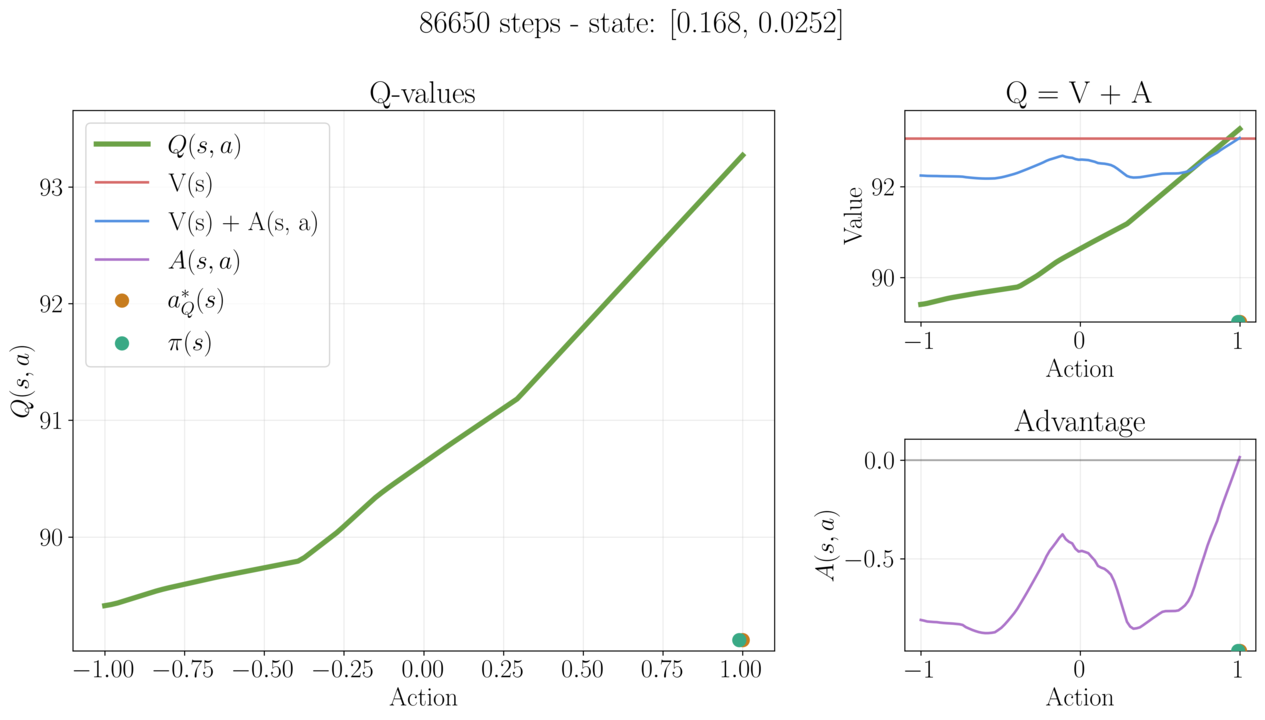 86650 steps - state: [0.168, 0.0252]
Q-values
Q(s, a)
V(s)
V(s) + A(s, a)
A(s, a)
a*Q(s)
π(s)
Q(s, a)
93
92
91
90
−1.00 −0.75 −0.50 −0.25 0.00 0.25 0.50 0.75 1.00
Action
Q = V + A
Value
92
90
−1 0 1
Action
Advantage
A(s, a)
0.0
−0.5
−1 0 1
Action